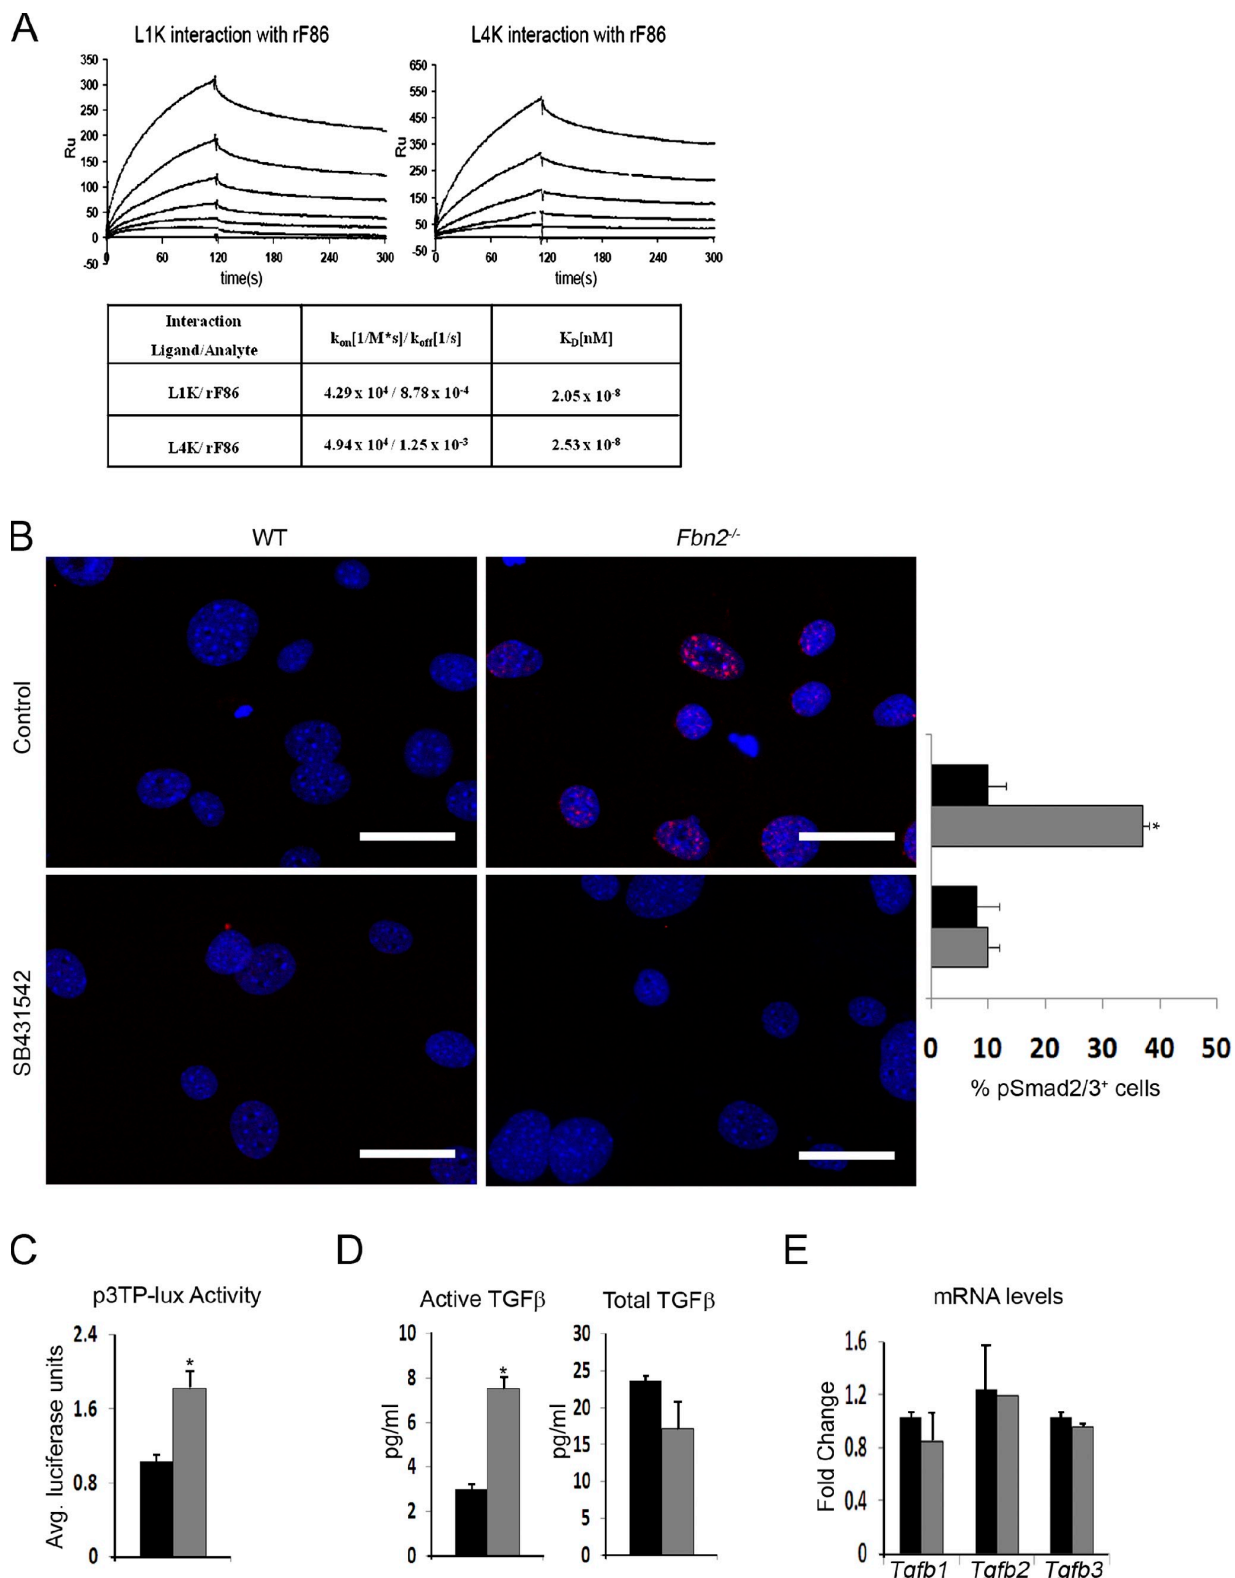 A
L1K interaction with rF86
L4K interaction with rF86
350
300
250
200
150
100
50
0
-50
Ru
0 60 120 180 240 300
time(s)
650
550
450
350
250
150
50
-50
Ru
0 60 120 180 240 300
time(s)
Interaction
Ligand/Analyte
kon[1/M*s]/ koff[1/s]
KD[nM]
L1K/ rF86
4.29 x 10⁴ / 8.78 x 10⁻⁴
2.05 x 10⁻⁸
L4K/ rF86
4.94 x 10⁴ / 1.25 x 10⁻³
2.53 x 10⁻⁸
B
WT
Fbn2⁻/⁻
Control
SB431542
*
0 10 20 30 40 50
% pSmad2/3⁺ cells
C
p3TP-lux Activity
Avg. luciferase units
2.4
1.6
0.8
0
*
D
Active TGFβ
pg/ml
10
8
6
4
2
0
*
Total TGFβ
pg/ml
30
25
20
15
10
5
0
E
mRNA levels
Fold Change
1.6
1.2
0.8
0.4
0
Tgfb1 Tgfb2 Tgfb3